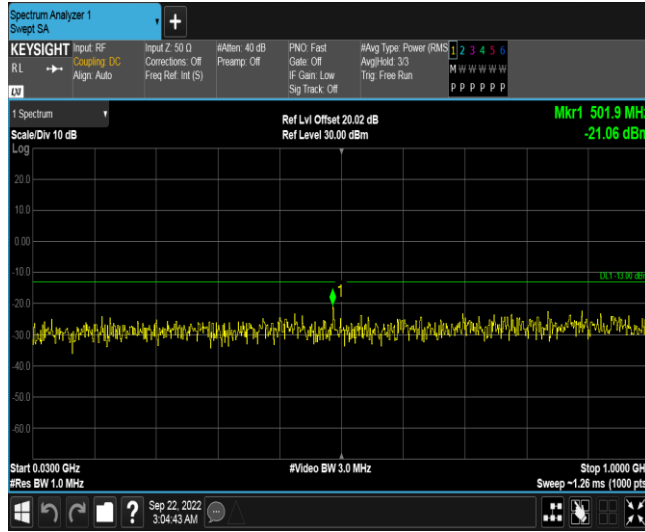 Spectrum Analyzer 1
Swept SA
+
KEYSIGHT
RL
LXI
Input: RF
Coupling: DC
Align: Auto
Input Z: 50 Ω
Corrections: Off
Freq Ref: Int (S)
#Atten: 40 dB
Preamp: Off
PNO: Fast
Gate: Off
IF Gain: Low
Sig Track: Off
#Avg Type: Power (RMS
Avg|Hold: 3/3
Trig: Free Run
1 2 3 4 5 6
M W W W W W
P P P P P P
1 Spectrum
Scale/Div 10 dB
Log
Ref Lvl Offset 20.02 dB
Ref Level 30.00 dBm
Mkr1 501.9 MH
-21.06 dBm
20.0
10.0
0.00
-10.0
-20.0
-30.0
-40.0
-50.0
-60.0
DL1 -13.00 dBm
1
Start 0.0300 GHz
#Res BW 1.0 MHz
#Video BW 3.0 MHz
Stop 1.0000 GH
Sweep ~1.26 ms (1000 pts
?
Sep 22, 2022
3:04:43 AM